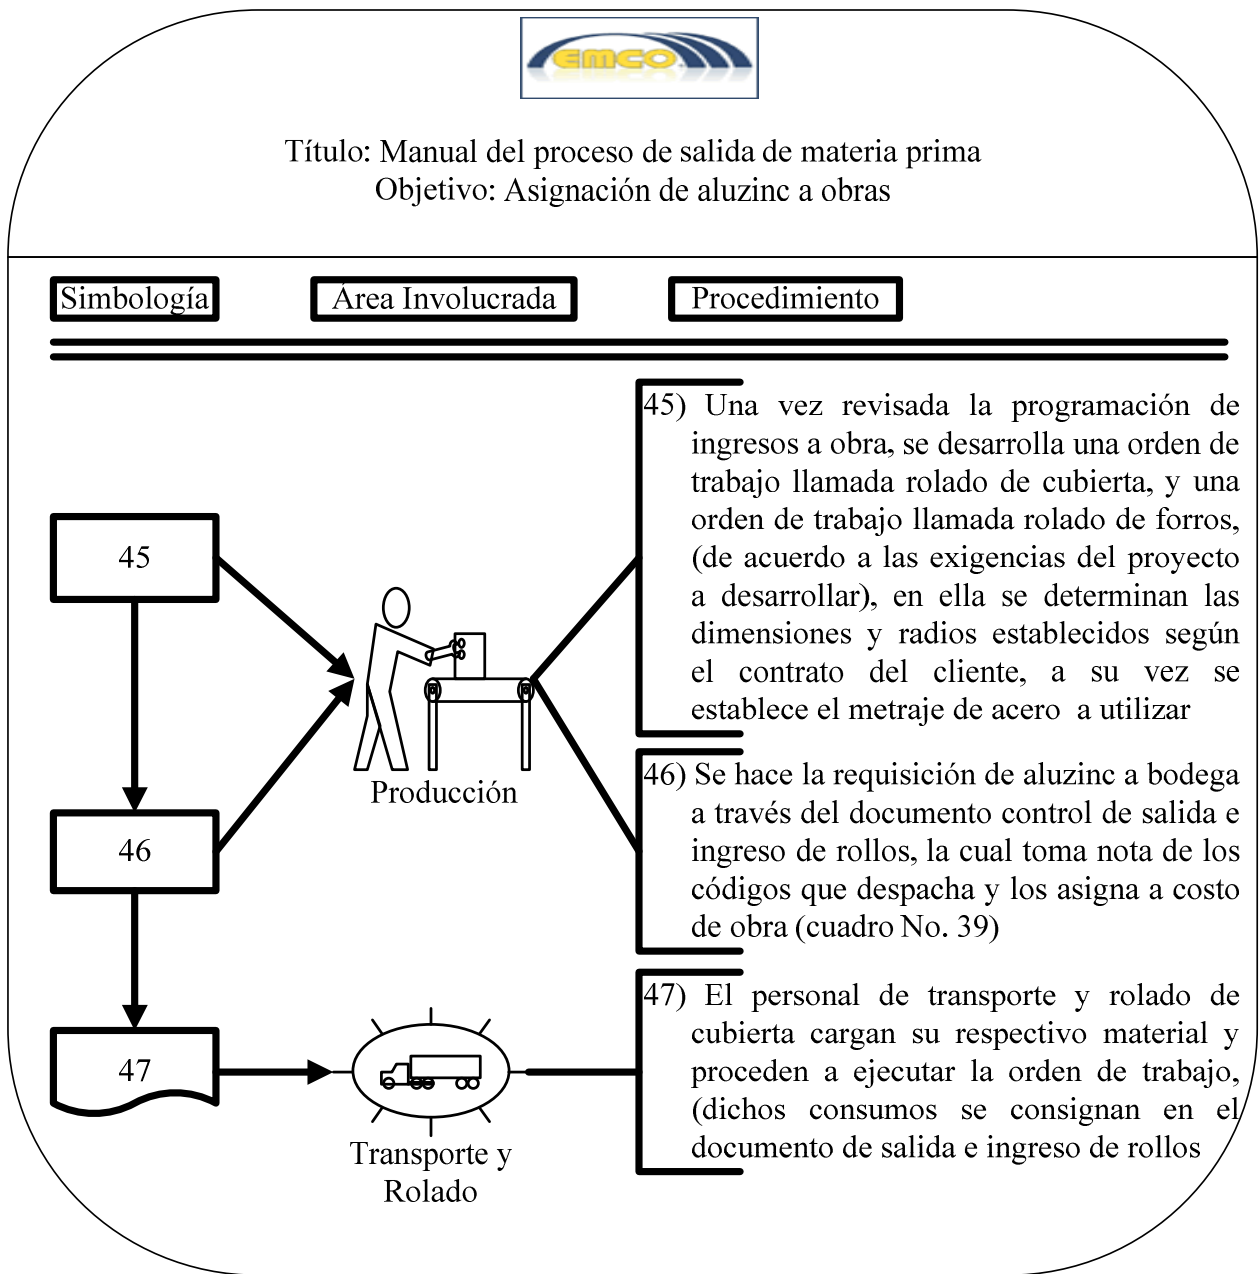 EMCO
Título: Manual del proceso de salida de materia prima
Objetivo: Asignación de aluzinc a obras
Simbología
Área Involucrada
Procedimiento
45
46
47
Producción
Transporte y
Rolado
45) Una vez revisada la programación de
ingresos a obra, se desarrolla una orden de
trabajo llamada rolado de cubierta, y una
orden de trabajo llamada rolado de forros,
(de acuerdo a las exigencias del proyecto
a desarrollar), en ella se determinan las
dimensiones y radios establecidos según
el contrato del cliente, a su vez se
establece el metraje de acero a utilizar
46) Se hace la requisición de aluzinc a bodega
a través del documento control de salida e
ingreso de rollos, la cual toma nota de los
códigos que despacha y los asigna a costo
de obra (cuadro No. 39)
47) El personal de transporte y rolado de
cubierta cargan su respectivo material y
proceden a ejecutar la orden de trabajo,
(dichos consumos se consignan en el
documento de salida e ingreso de rollos